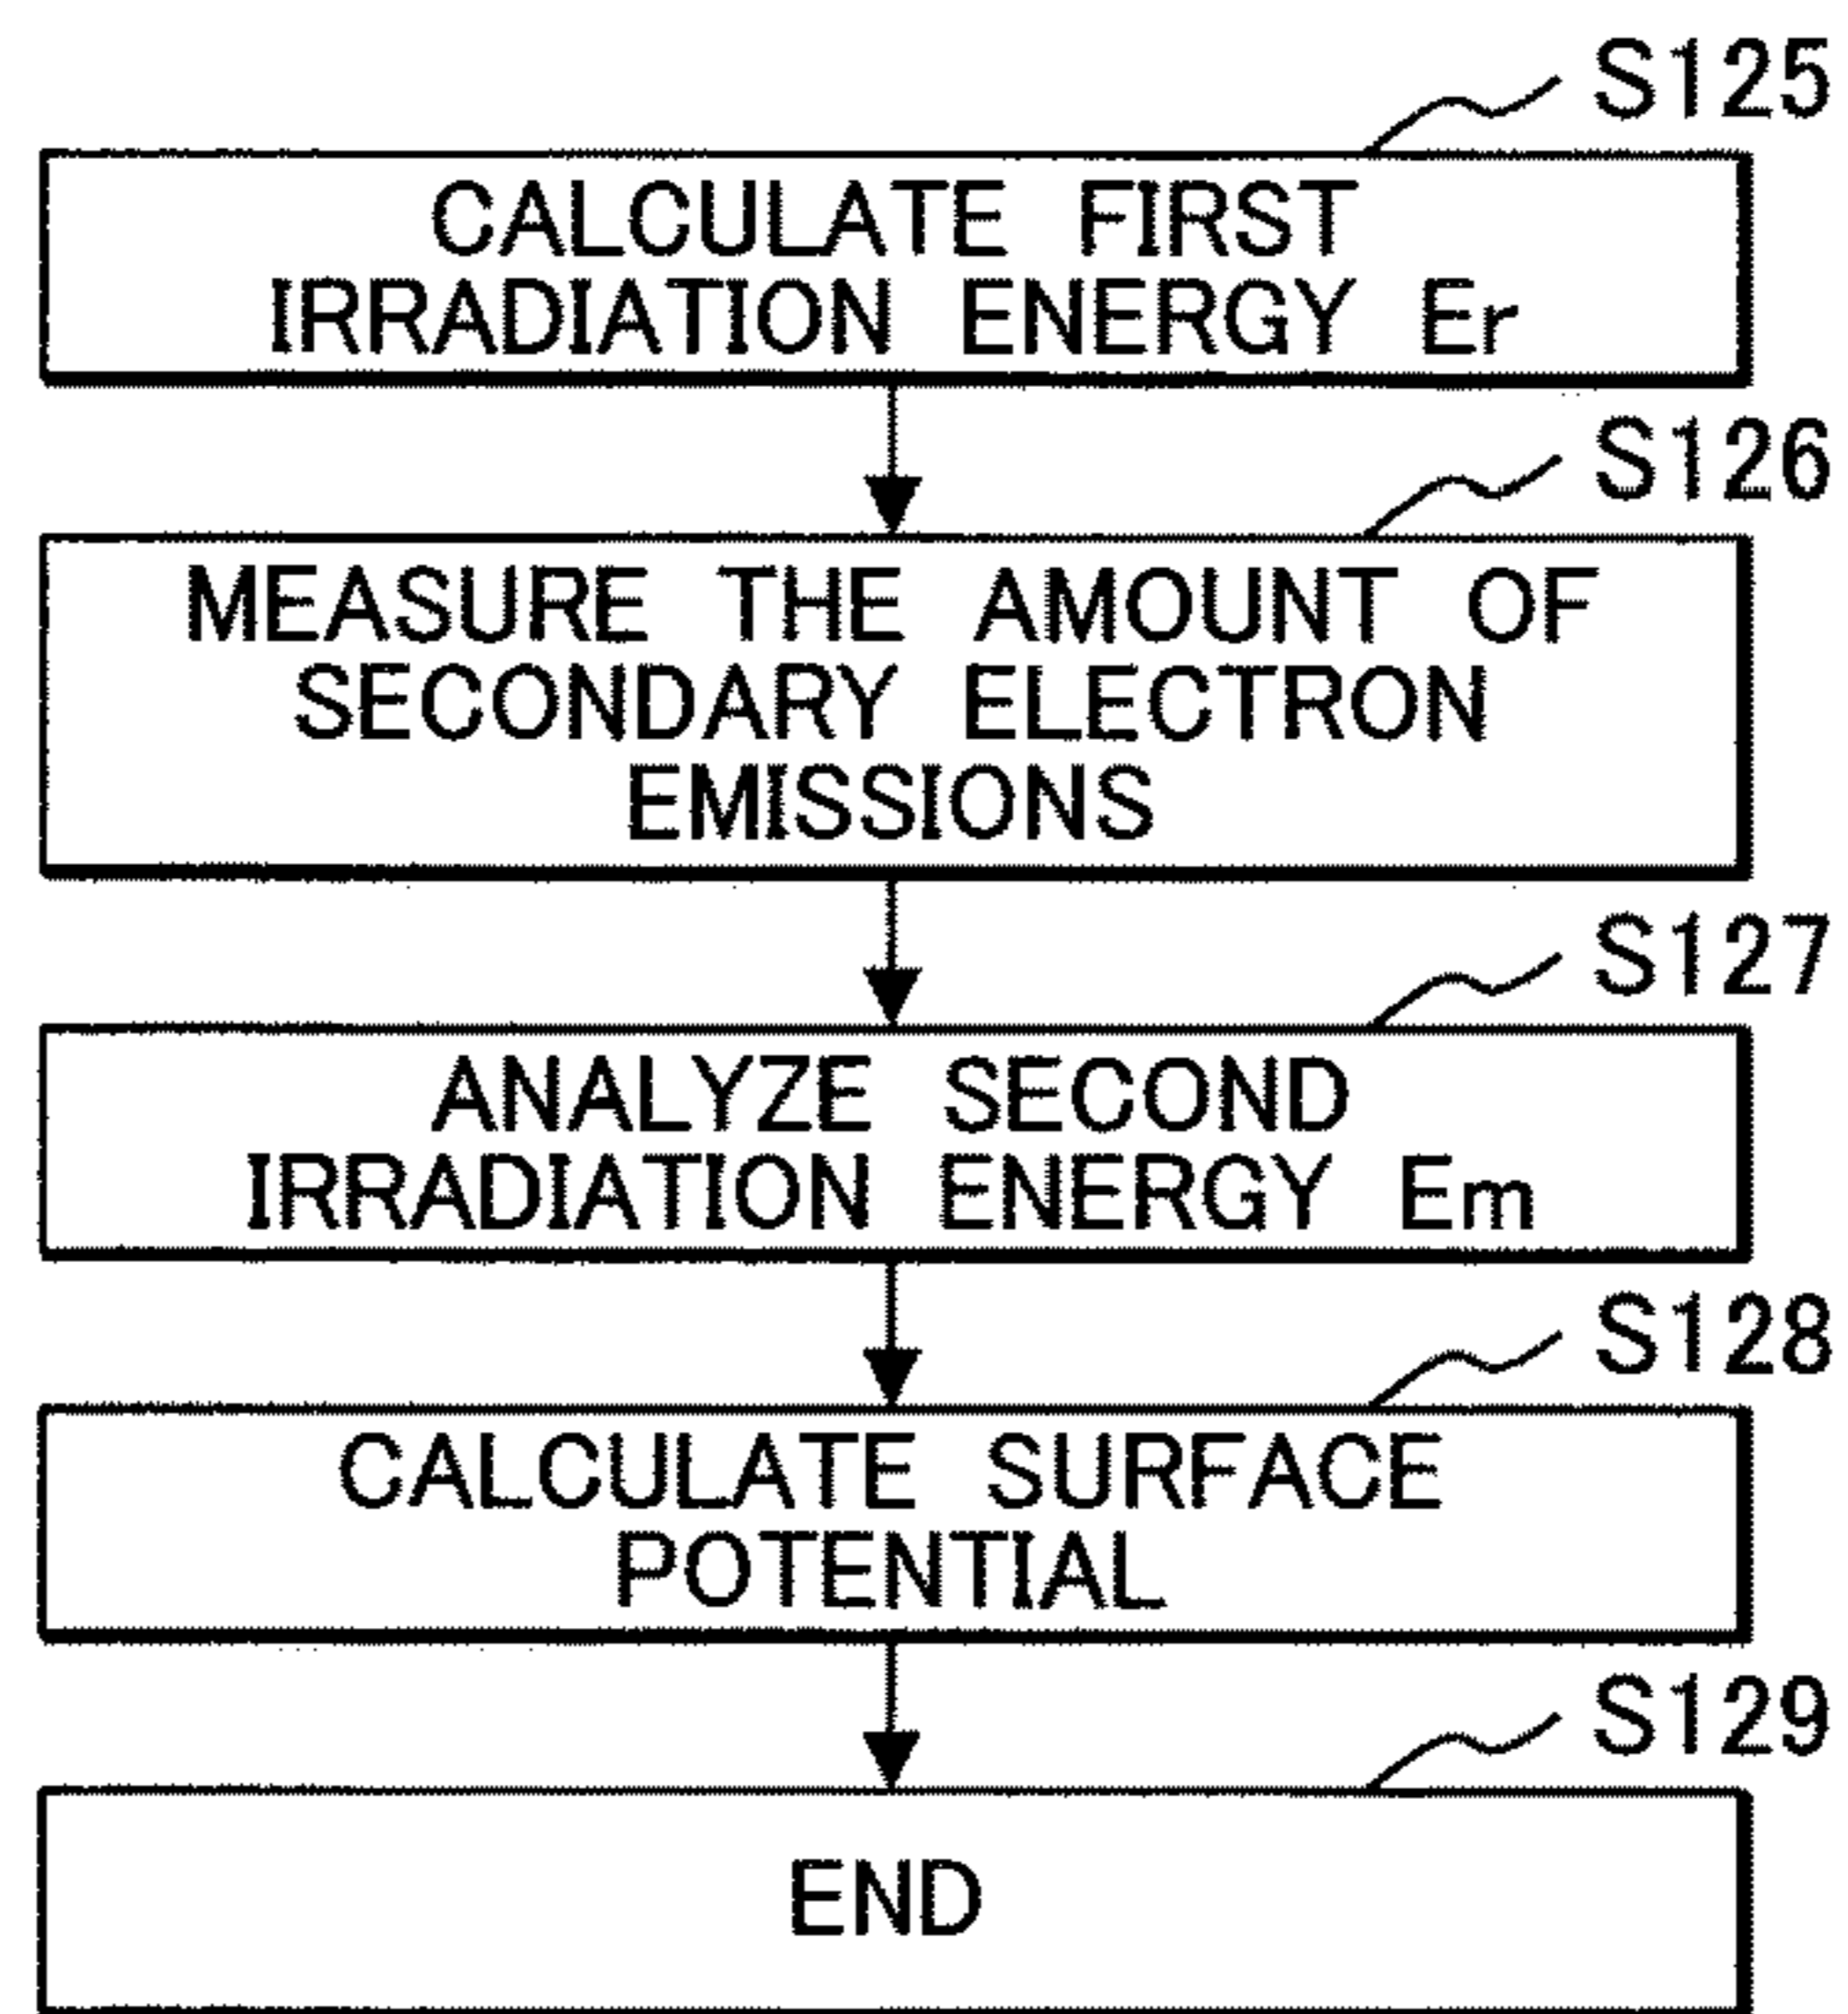 S125
CALCULATE FIRST
IRRADIATION ENERGY Er
S126
MEASURE THE AMOUNT OF
SECONDARY ELECTRON
EMISSIONS
S127
ANALYZE SECOND
IRRADIATION ENERGY Em
S128
CALCULATE SURFACE
POTENTIAL
S129
END